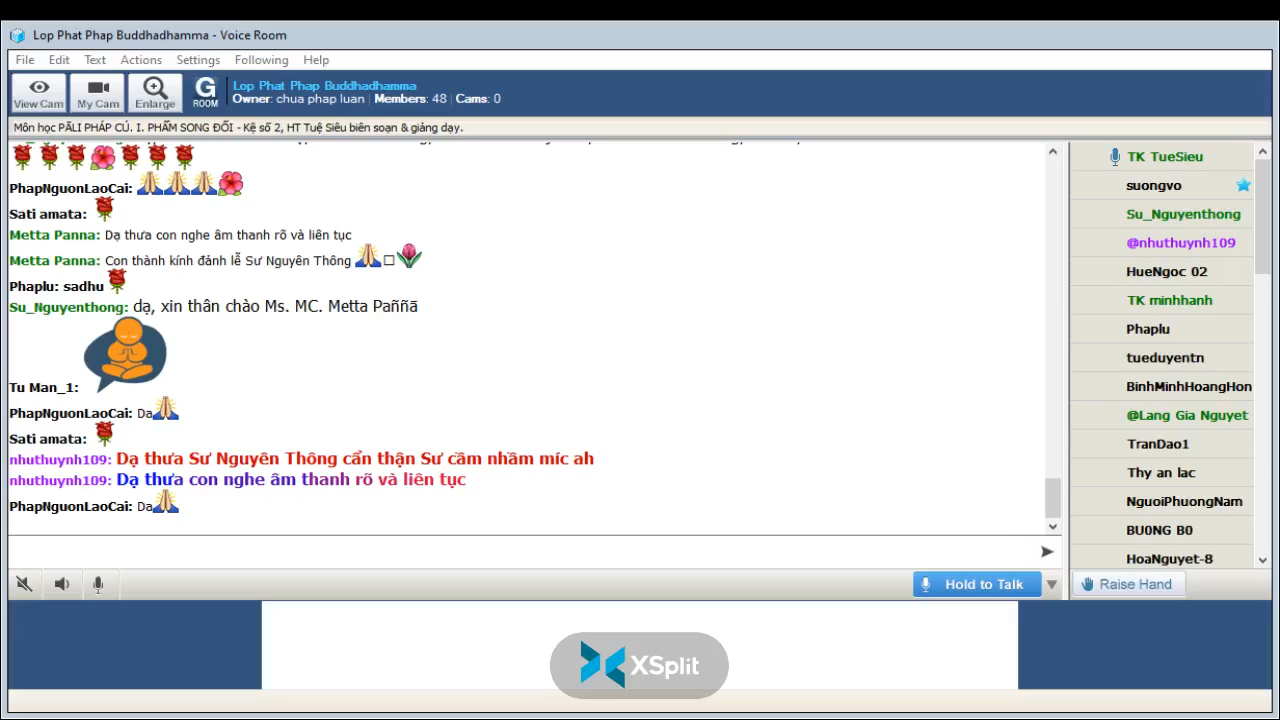 Lop Phat Phap Buddhadhamma - Voice Room
File Edit Text Actions Settings Following Help
View Cam My Cam Enlarge G ROOM
Lop Phat Phap Buddhadhamma
Owner: chua phap luan | Members: 48 | Cams: 0
Môn học PĀLI PHÁP CÚ. I. PHẨM SONG ĐỐI - Kệ số 2, HT Tuệ Siêu biên soạn & giảng dạy.
PhapNguonLaoCai:
Sati amata:
Metta Panna: Dạ thưa con nghe âm thanh rõ và liên tục
Metta Panna: Con thành kính đảnh lễ Sư Nguyên Thông
Phaplu: sadhu
Su_Nguyenthong: dạ, xin thân chào Ms. MC. Metta Paññā
Tu Man_1:
PhapNguonLaoCai: Da
Sati amata:
nhuthuynh109: Dạ thưa Sư Nguyên Thông cẩn thận Sư cầm nhầm míc ah
nhuthuynh109: Dạ thưa con nghe âm thanh rõ và liên tục
PhapNguonLaoCai: Da
TK TueSieu
suongvo
Su_Nguyenthong
@nhuthuynh109
HueNgoc 02
TK minhhanh
Phaplu
tueduyentn
BinhMinhHoangHon
@Lang Gia Nguyet
TranDao1
Thy an lac
NguoiPhuongNam
BU0NG B0
HoaNguyet-8
Hold to Talk
Raise Hand
XSplit